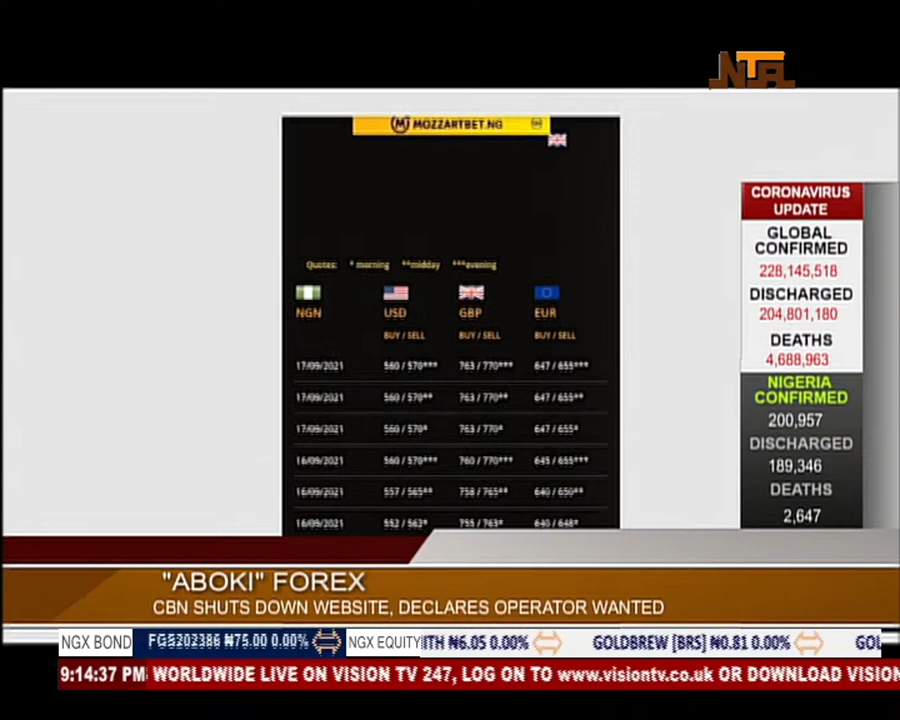 NTA
MOZZARTBET.NG
Quotes: * morning **midday ***evening
NGN USD GBP EUR
BUY / SELL BUY / SELL BUY / SELL
17/09/2021 560 / 570*** 763 / 770*** 647 / 655***
17/09/2021 560 / 570** 763 / 770** 647 / 655**
17/09/2021 560 / 570* 763 / 770* 647 / 655*
16/09/2021 560 / 570*** 760 / 770*** 645 / 655***
16/09/2021 557 / 565** 758 / 765** 640 / 650**
16/09/2021 552 / 562* 755 / 763* 640 / 648*
CORONAVIRUS
UPDATE
GLOBAL
CONFIRMED
228,145,518
DISCHARGED
204,801,180
DEATHS
4,688,963
NIGERIA
CONFIRMED
200,957
DISCHARGED
189,346
DEATHS
2,647
"ABOKI" FOREX
CBN SHUTS DOWN WEBSITE, DECLARES OPERATOR WANTED
NGX BOND FGS202386 ₦75.00 0.00% NGX EQUITY ITH ₦6.05 0.00% GOLDBREW [BRS] ₦0.81 0.00% GOL
9:14:37 PM WORLDWIDE LIVE ON VISION TV 247, LOG ON TO www.visiontv.co.uk OR DOWNLOAD VISION